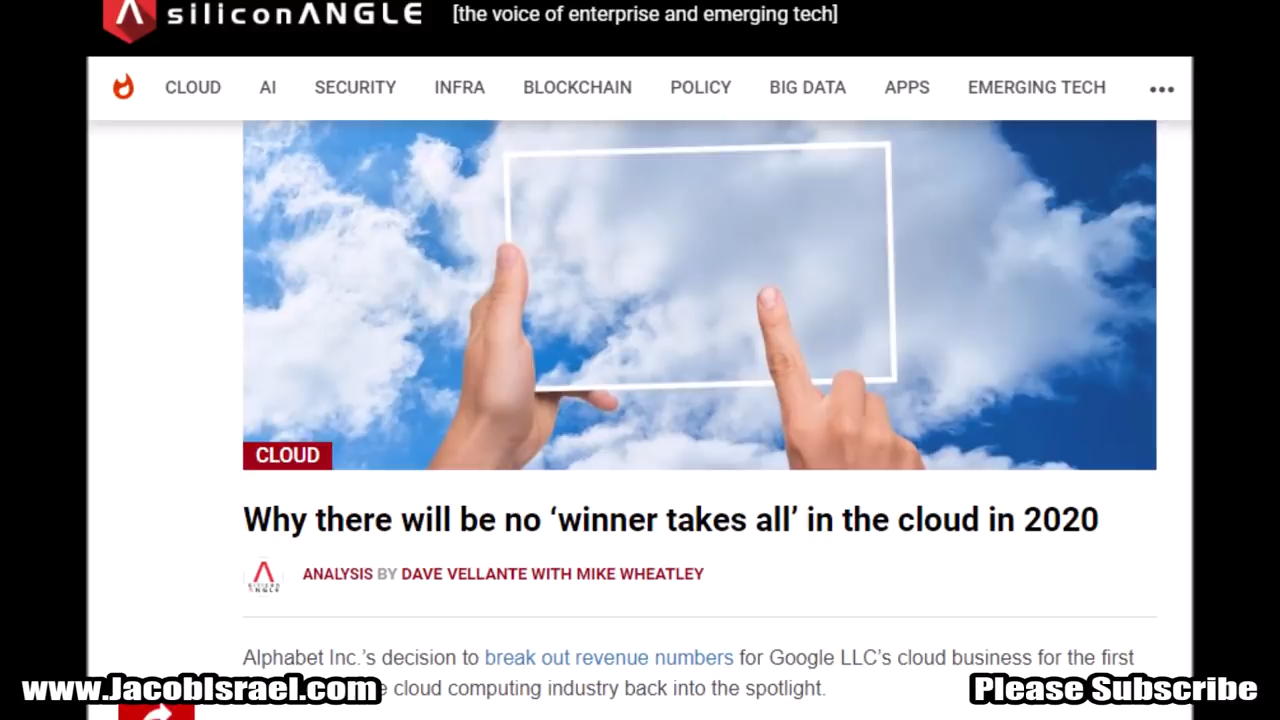 siliconANGLE [the voice of enterprise and emerging tech]
CLOUD AI SECURITY INFRA BLOCKCHAIN POLICY BIG DATA APPS EMERGING TECH •••
CLOUD
Why there will be no ‘winner takes all’ in the cloud in 2020
ANALYSIS BY DAVE VELLANTE WITH MIKE WHEATLEY
Alphabet Inc.’s decision to break out revenue numbers for Google LLC’s cloud business for the first
cloud computing industry back into the spotlight.
www.JacobIsrael.com
Please Subscribe